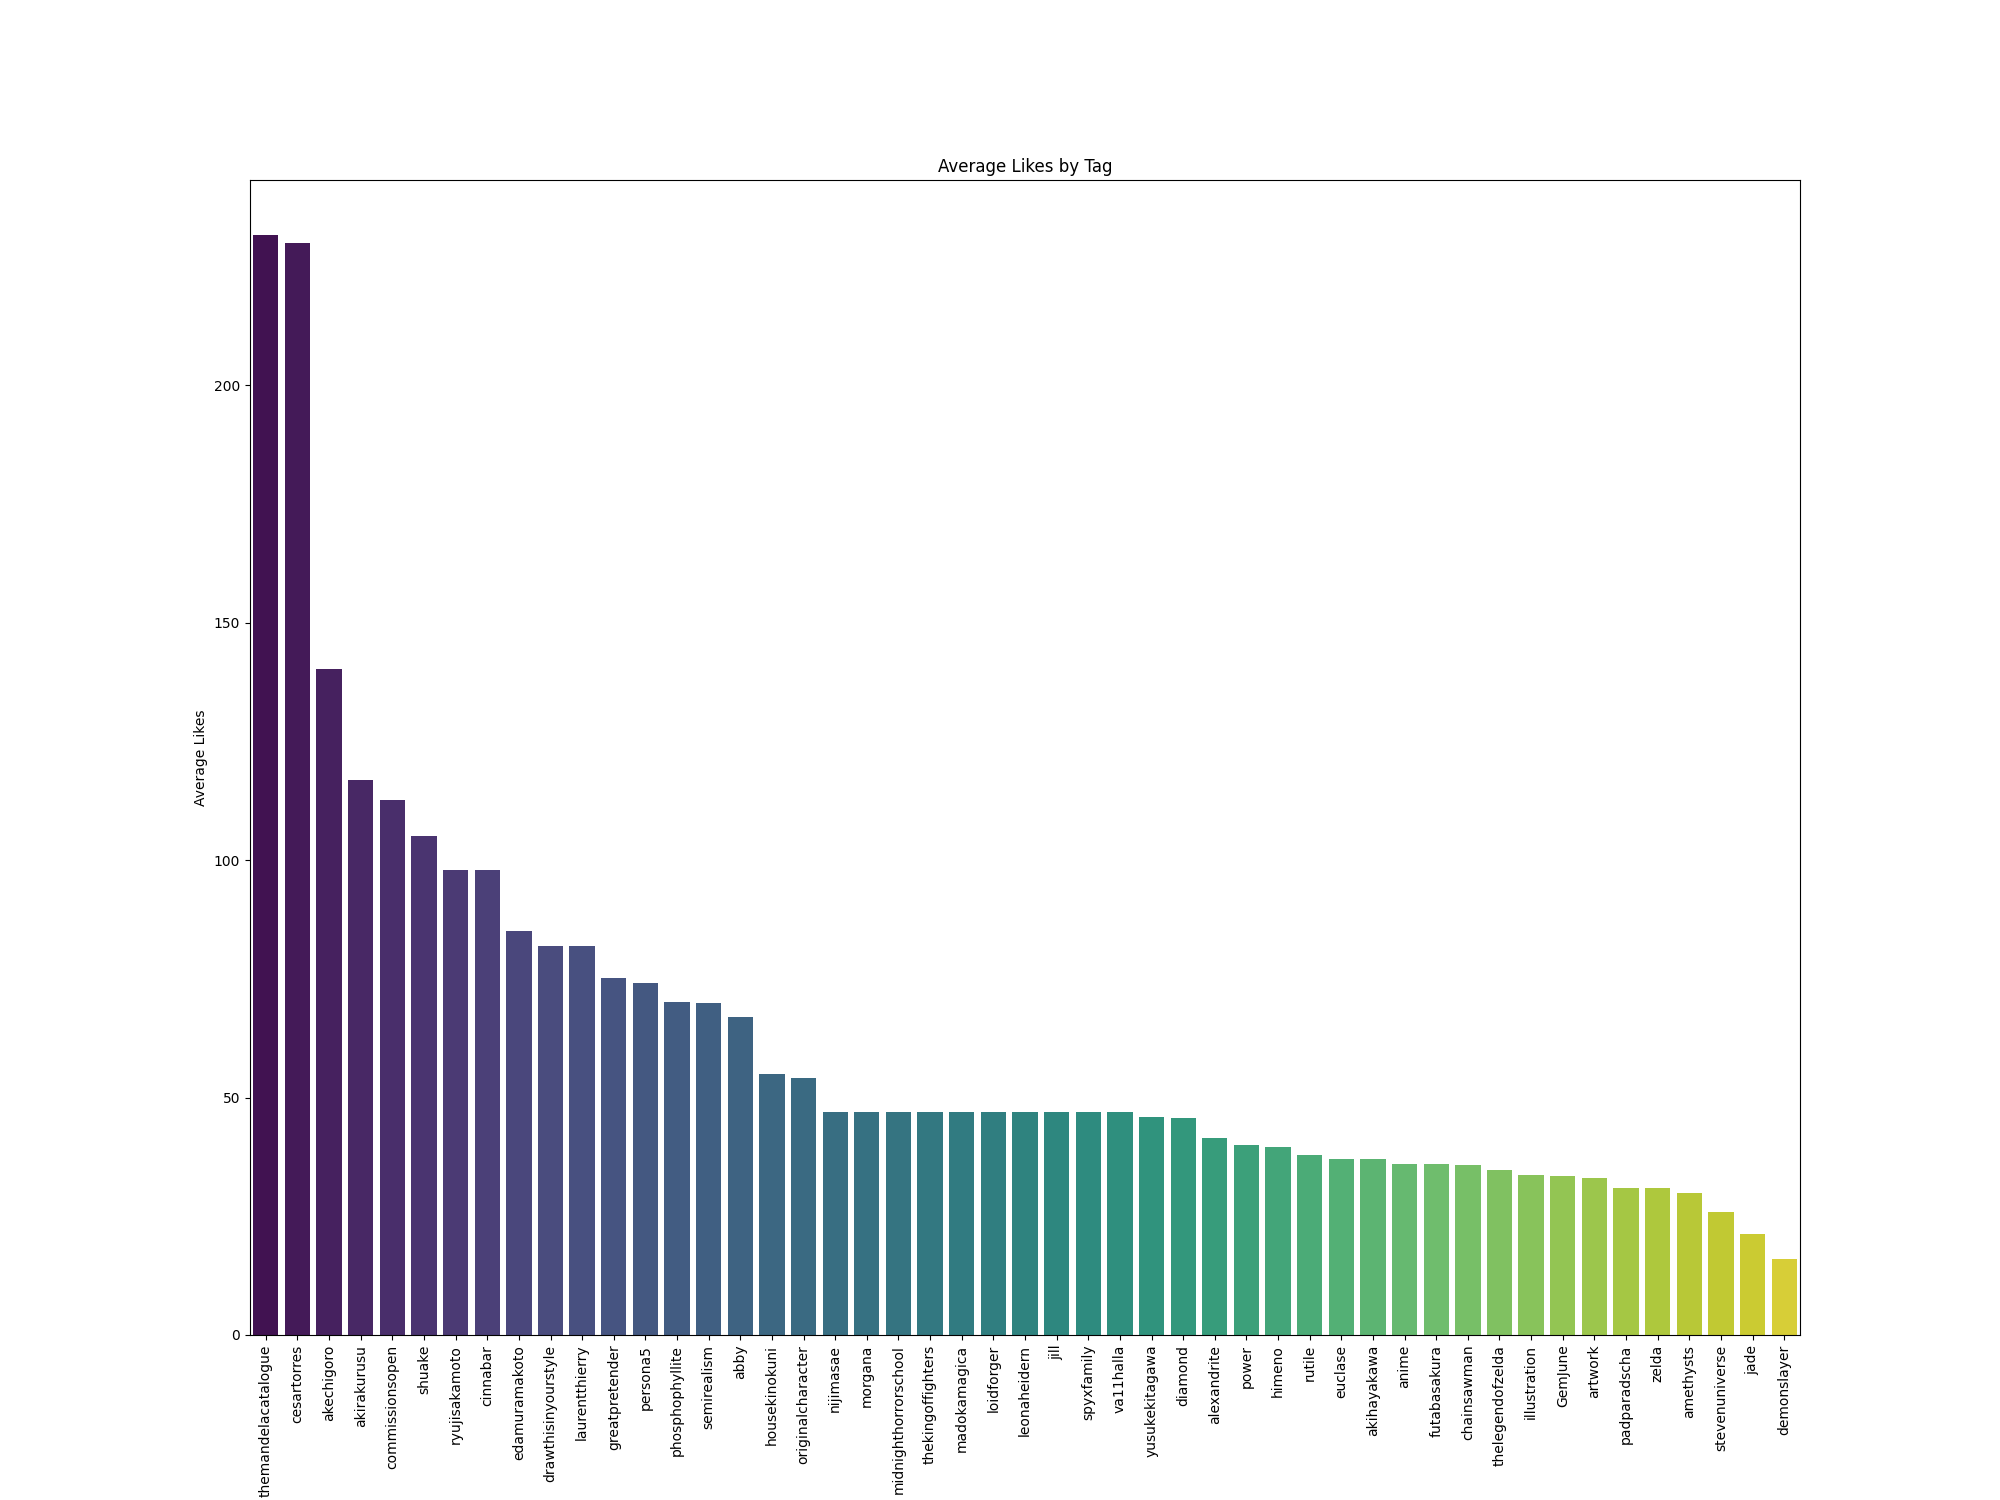 Average Likes by Tag
Average Likes
200
150
100
50
0
themandelacatalogue
cesartorres
akechigoro
akirakurusu
commissionsopen
shuake
ryujisakamoto
cinnabar
edamuramakoto
drawthisinyourstyle
laurentthierry
greatpretender
persona5
phosphophyllite
semirealism
abby
housekinokuni
originalcharacter
nijimasae
morgana
midnighthorrorschool
thekingoffighters
madokamagica
loidforger
leonaheidern
jill
spyxfamily
va11halla
yusukekitagawa
diamond
alexandrite
power
himeno
rutile
euclase
akihayakawa
anime
futabasakura
chainsawman
thelegendofzelda
illustration
GemJune
artwork
padparadscha
zelda
amethysts
stevenuniverse
jade
demonslayer